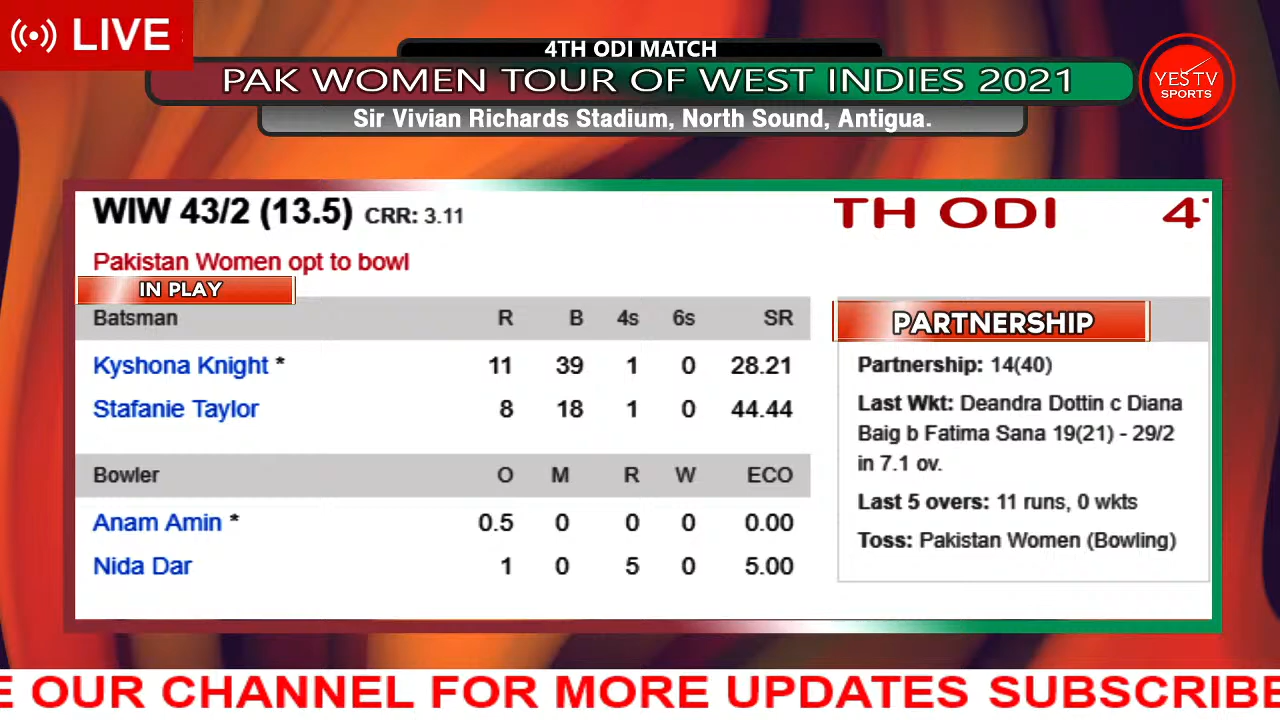 LIVE
4TH ODI MATCH
PAK WOMEN TOUR OF WEST INDIES 2021
Sir Vivian Richards Stadium, North Sound, Antigua.
YES TV
SPORTS
WIW 43/2 (13.5) CRR: 3.11
TH ODI 4
Pakistan Women opt to bowl
IN PLAY
Batsman R B 4s 6s SR
Kyshona Knight * 11 39 1 0 28.21
Stafanie Taylor 8 18 1 0 44.44
Bowler O M R W ECO
Anam Amin * 0.5 0 0 0 0.00
Nida Dar 1 0 5 0 5.00
PARTNERSHIP
Partnership: 14(40)
Last Wkt: Deandra Dottin c Diana
Baig b Fatima Sana 19(21) - 29/2
in 7.1 ov.
Last 5 overs: 11 runs, 0 wkts
Toss: Pakistan Women (Bowling)
E OUR CHANNEL FOR MORE UPDATES SUBSCRIBE